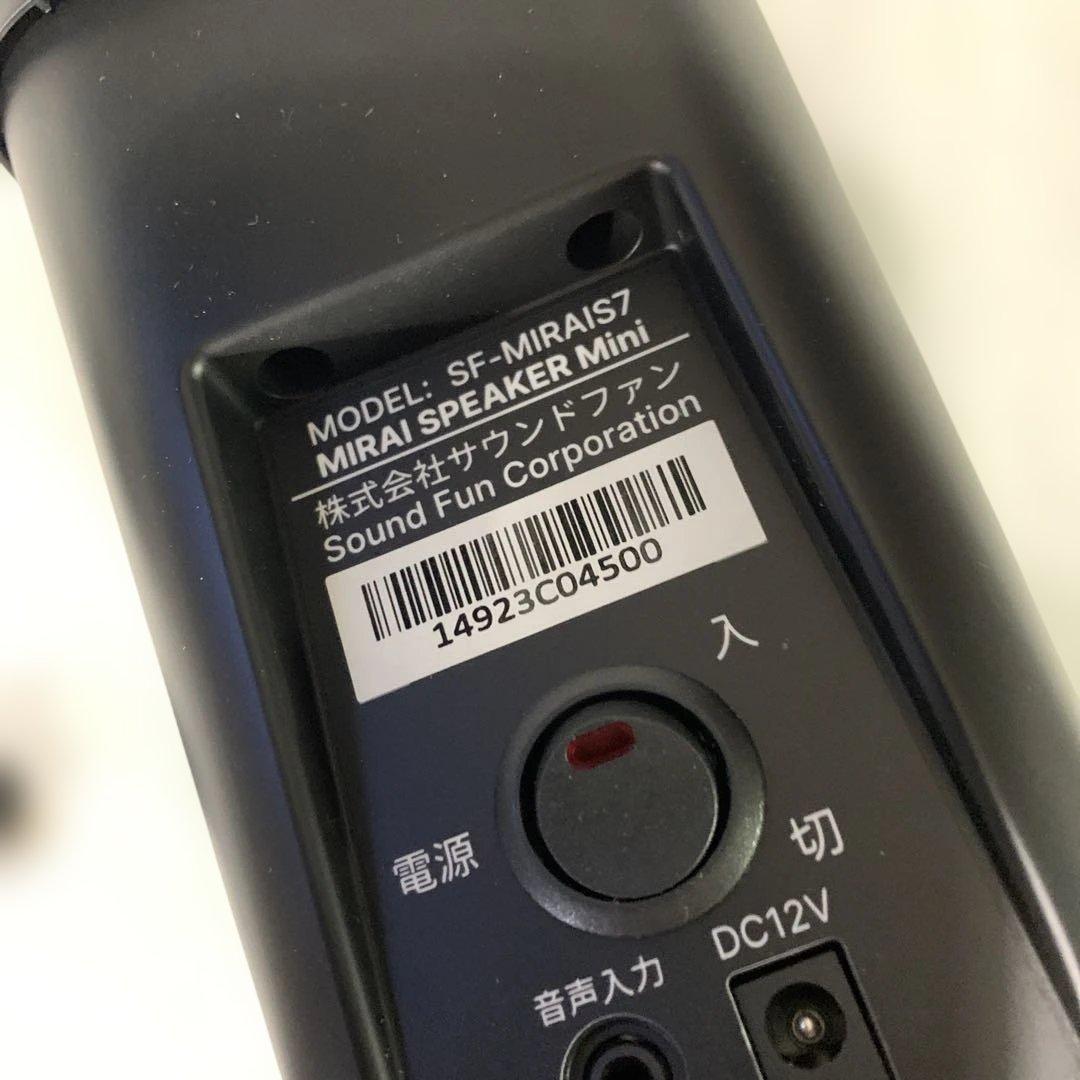 MODEL: SF-MIRAIS7
MIRAI SPEAKER Mini
株式会社サウンドファン
Sound Fun Corporation
14923C04500
入
電源
切
DC12V
音声入力